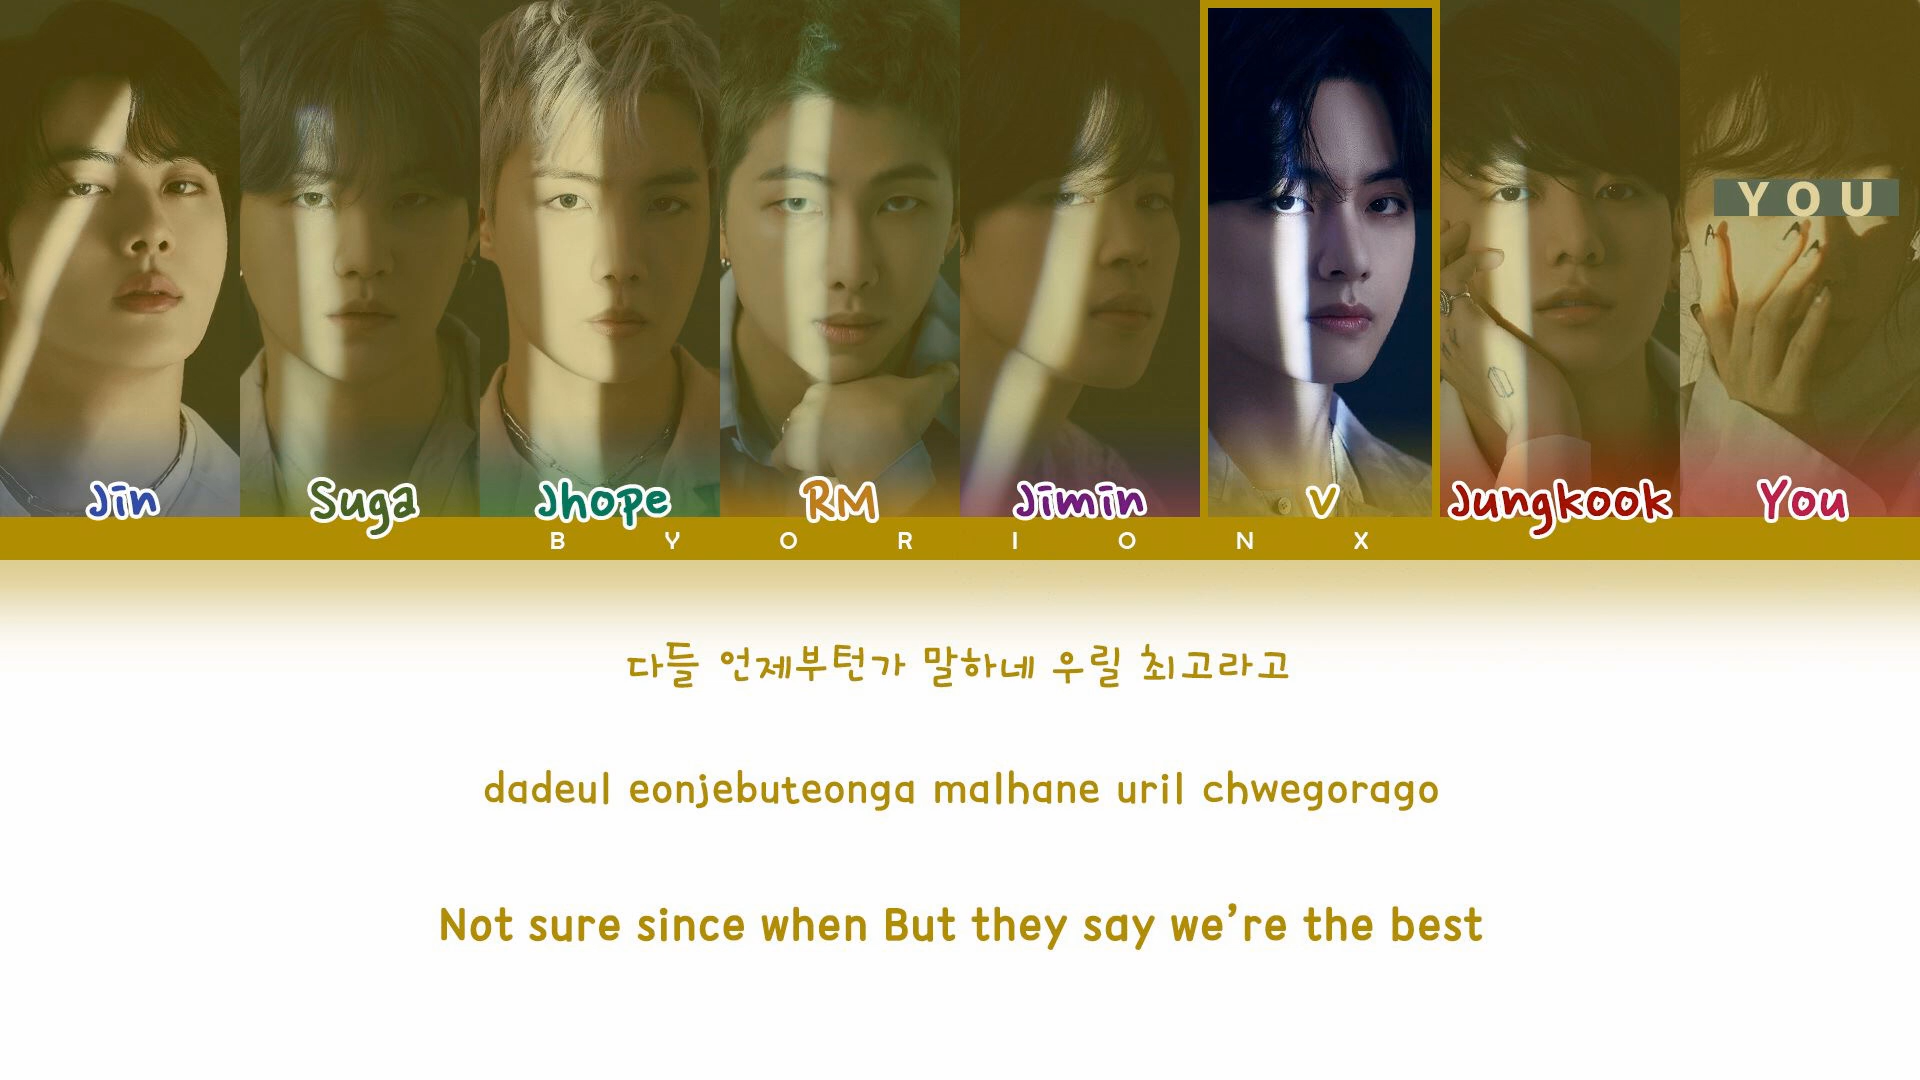 YOU
Jin Suga Jhope RM Jimin V Jungkook You
BYORIONX
다들 언제부턴가 말하네 우릴 최고라고
dadeul eonjebuteonga malhane uril chwegorago
Not sure since when But they say we're the best